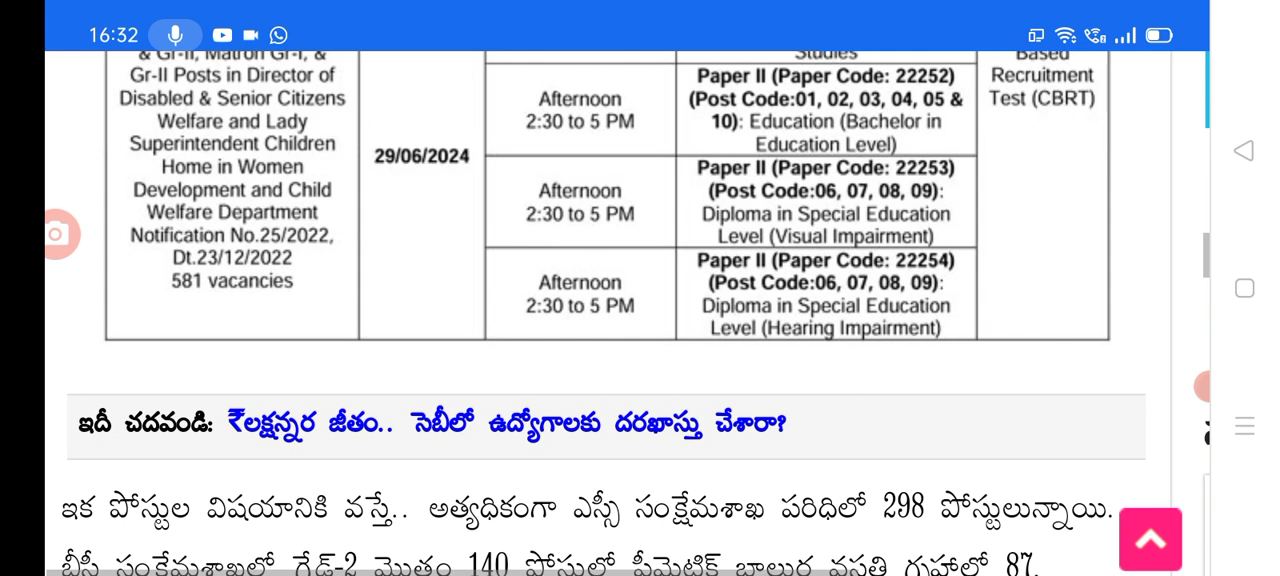 16:32
& Gr-II, Matron Gr-I, &
Gr-II Posts in Director of
Disabled & Senior Citizens
Welfare and Lady
Superintendent Children
Home in Women
Development and Child
Welfare Department
Notification No.25/2022,
Dt.23/12/2022
581 vacancies
29/06/2024
Studies
Afternoon
2:30 to 5 PM
Paper II (Paper Code: 22252)
(Post Code:01, 02, 03, 04, 05 &
10): Education (Bachelor in
Education Level)
Afternoon
2:30 to 5 PM
Paper II (Paper Code: 22253)
(Post Code:06, 07, 08, 09):
Diploma in Special Education
Level (Visual Impairment)
Afternoon
2:30 to 5 PM
Paper II (Paper Code: 22254)
(Post Code:06, 07, 08, 09):
Diploma in Special Education
Level (Hearing Impairment)
Based
Recruitment
Test (CBRT)
ఇదీ చదవండి: ₹లక్షన్నర జీతం.. సెబీలో ఉద్యోగాలకు దరఖాస్తు చేశారా?
ఇక పోస్టుల విషయానికి వస్తే.. అత్యధికంగా ఎస్సీ సంక్షేమశాఖ పరిధిలో 298 పోస్టులున్నాయి.
బీసీ సంక్షేమశాఖలో గ్రేడ్-2 మొత్తం 140 పోస్టుల్లో ప్రీమెట్రిక్ బాలుర వసతి గృహాల్లో 87,